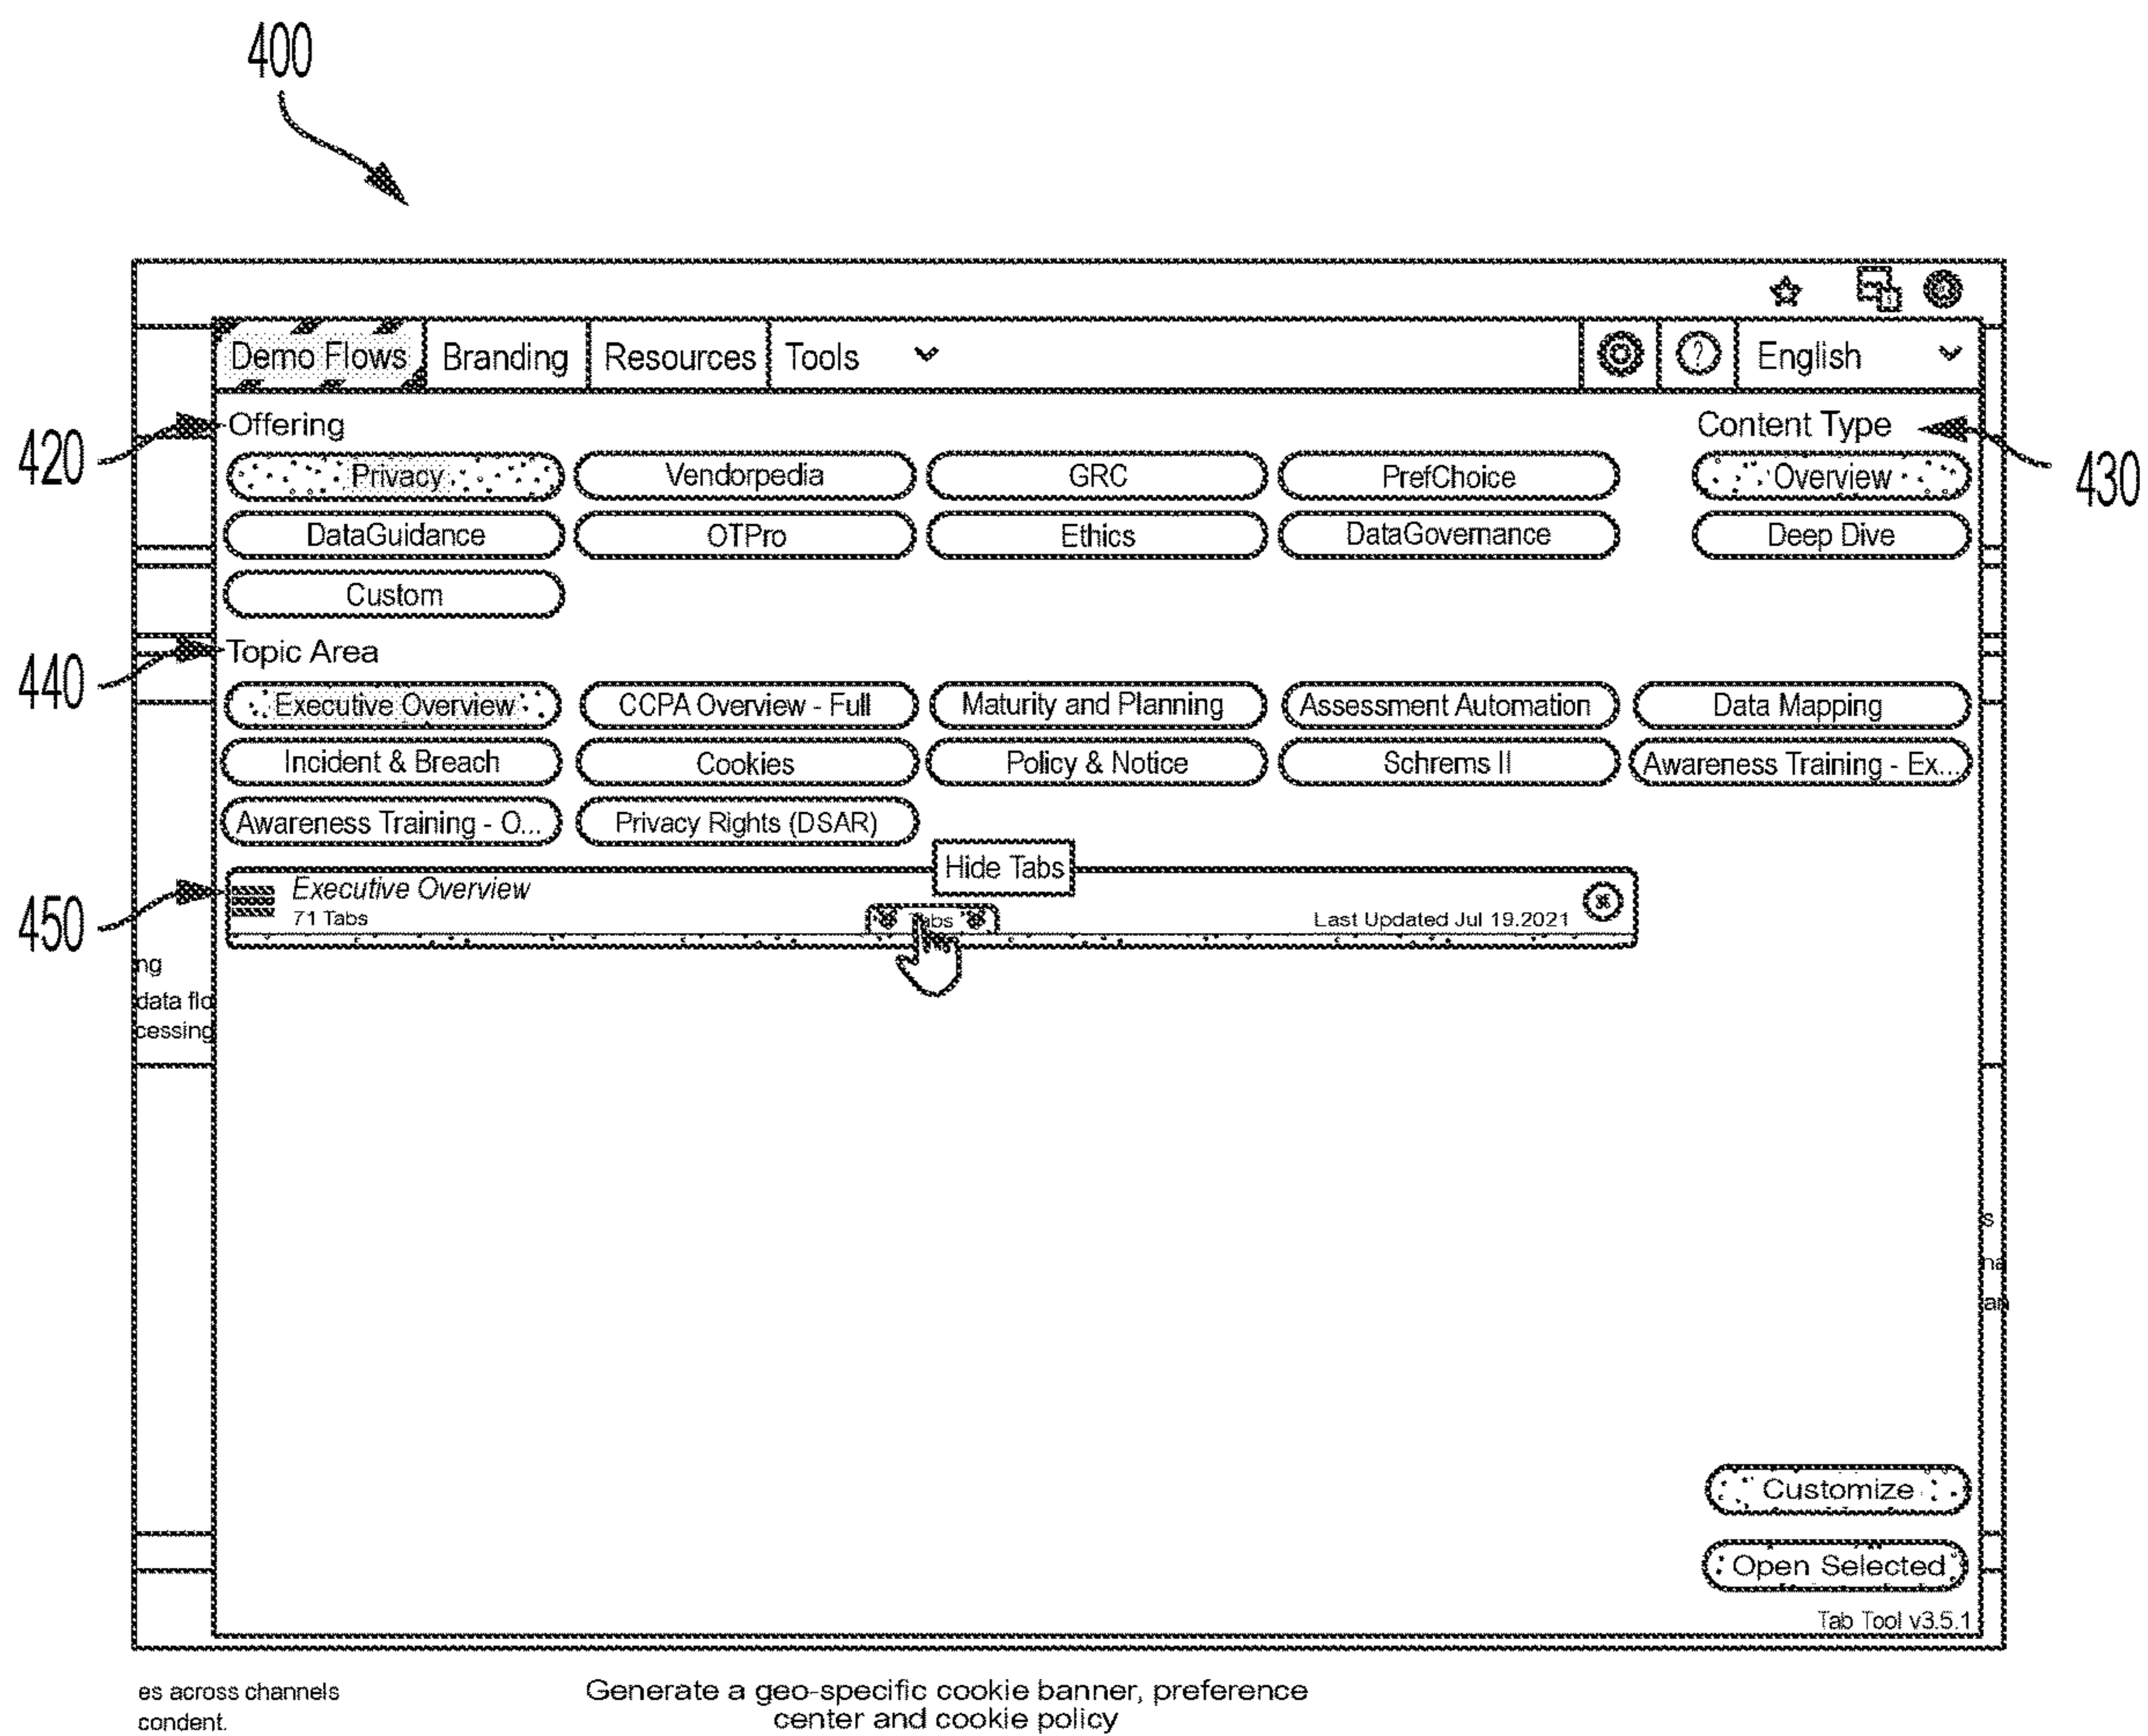 400
Demo Flows Branding Resources Tools English
420 Offering Content Type 430
Privacy Vendorpedia GRC PrefChoice Overview
DataGuidance OTPro Ethics DataGovernance Deep Dive
Custom
440 Topic Area
Executive Overview CCPA Overview - Full Maturity and Planning Assessment Automation Data Mapping
Incident & Breach Cookies Policy & Notice Schrems II Awareness Training - Ex...
Awareness Training - O... Privacy Rights (DSAR)
Hide Tabs
450 Executive Overview
71 Tabs Last Updated Jul 19.2021
ng
data flo
cessing
s
na
an
Customize
Open Selected
Tab Tool v3.5.1
es across channels
condent.
Generate a geo-specific cookie banner, preference
center and cookie policy